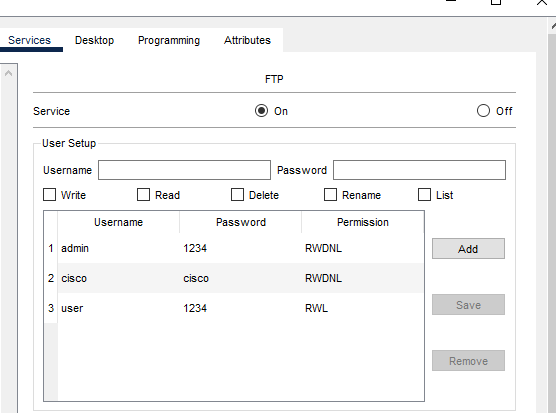 Services Desktop Programming Attributes
FTP
Service On Off
User Setup
Username Password
Write Read Delete Rename List
Username Password Permission
1 admin 1234 RWDNL
2 cisco cisco RWDNL
3 user 1234 RWL
Add
Save
Remove